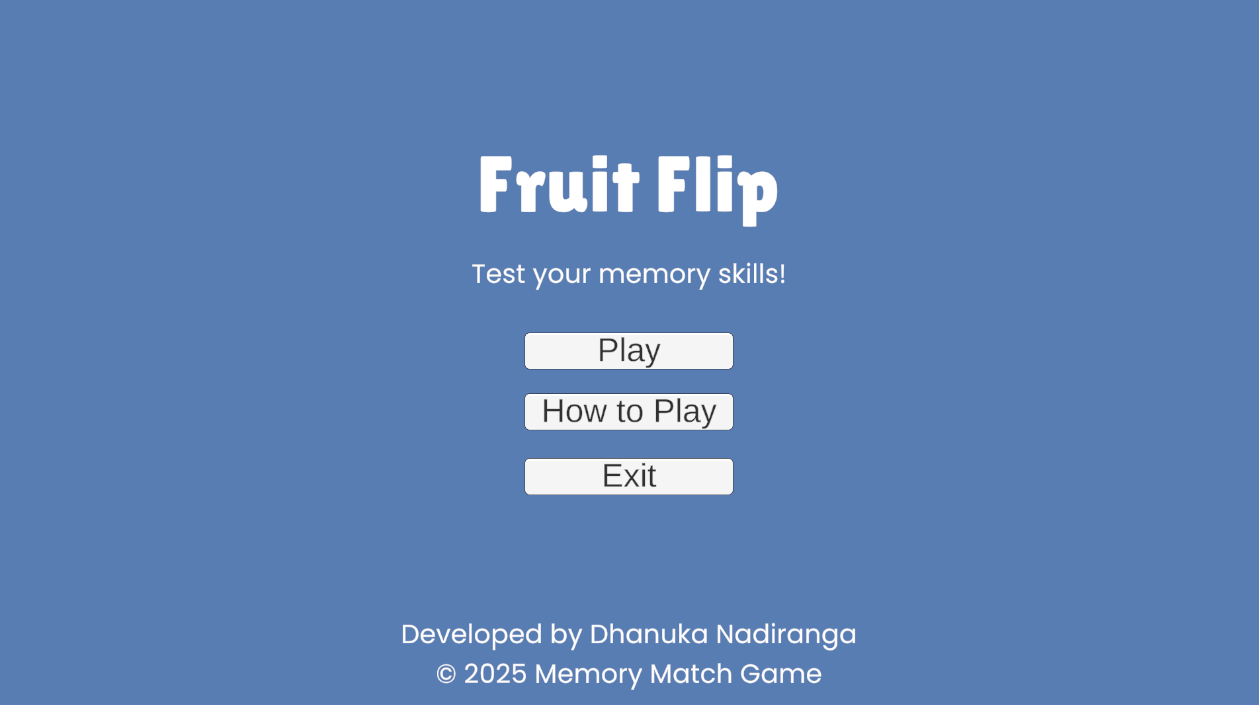 Fruit Flip
Test your memory skills!
Play
How to Play
Exit
Developed by Dhanuka Nadiranga
© 2025 Memory Match Game